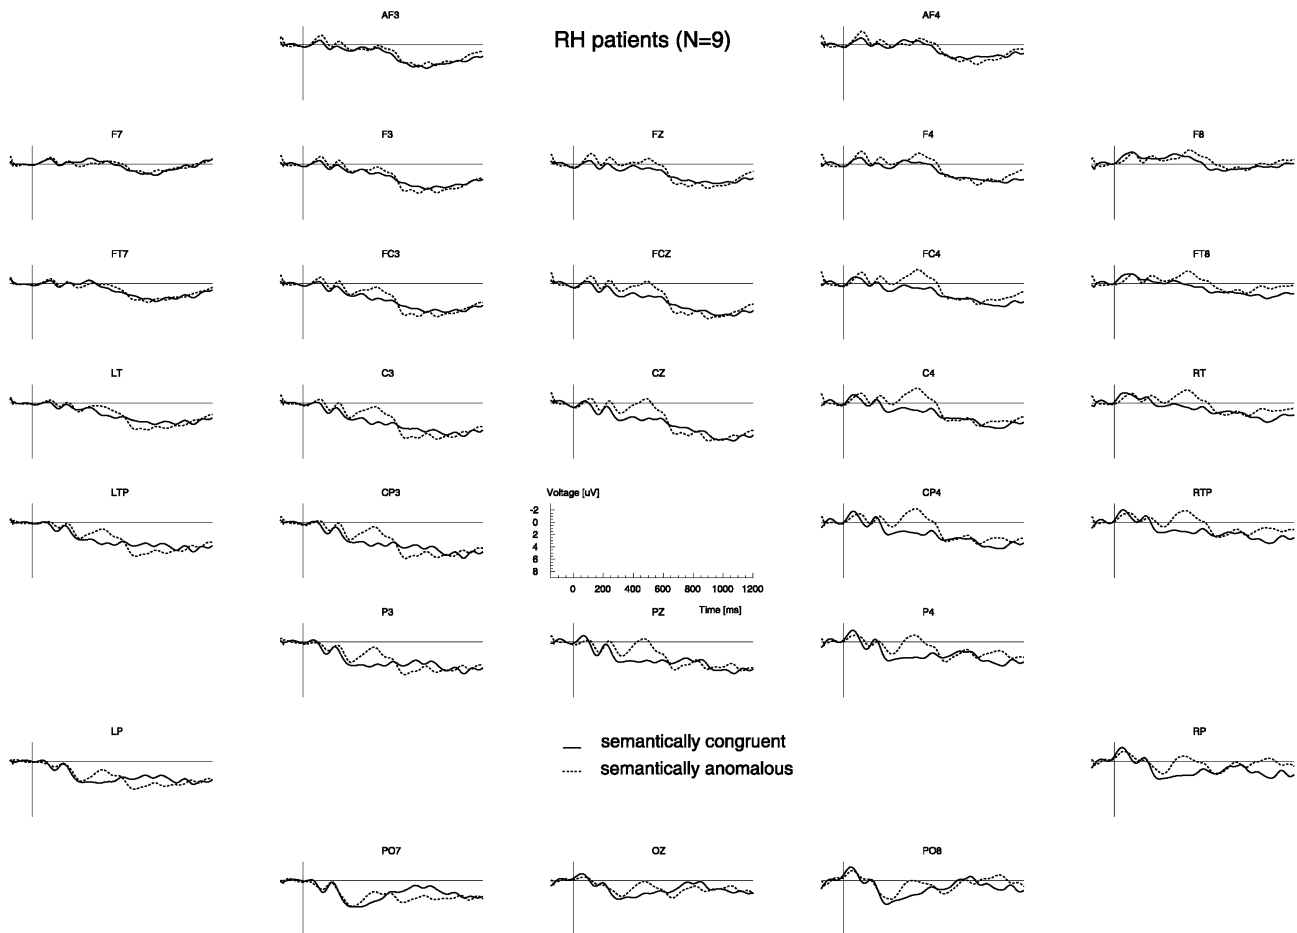 AF3
AF4
RH patients (N=9)
F7
F3
FZ
F4
F8
FT7
FC3
FCZ
FC4
FT8
LT
C3
CZ
C4
RT
LTP
CP3
Voltage [uV]
CP4
RTP
-2
0
2
4
6
8
0 200 400 600 800 1000 1200
Time [ms]
P3
PZ
P4
LP
RP
semantically congruent
semantically anomalous
PO7
OZ
PO8